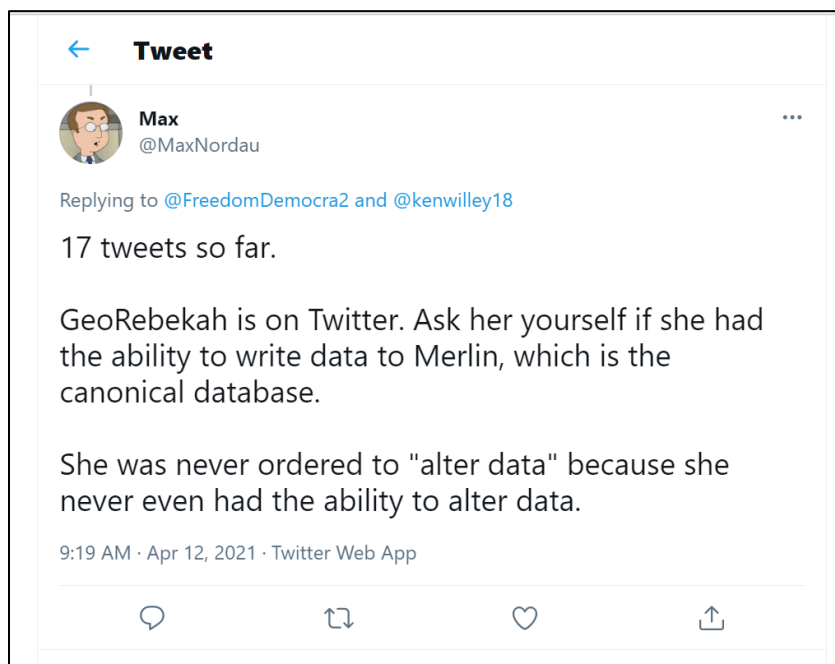 Tweet
Max
@MaxNordau
Replying to @FreedomDemocra2 and @kenwilley18
17 tweets so far.
GeoRebekah is on Twitter. Ask her yourself if she had
the ability to write data to Merlin, which is the
canonical database.
She was never ordered to "alter data" because she
never even had the ability to alter data.
9:19 AM · Apr 12, 2021 · Twitter Web App